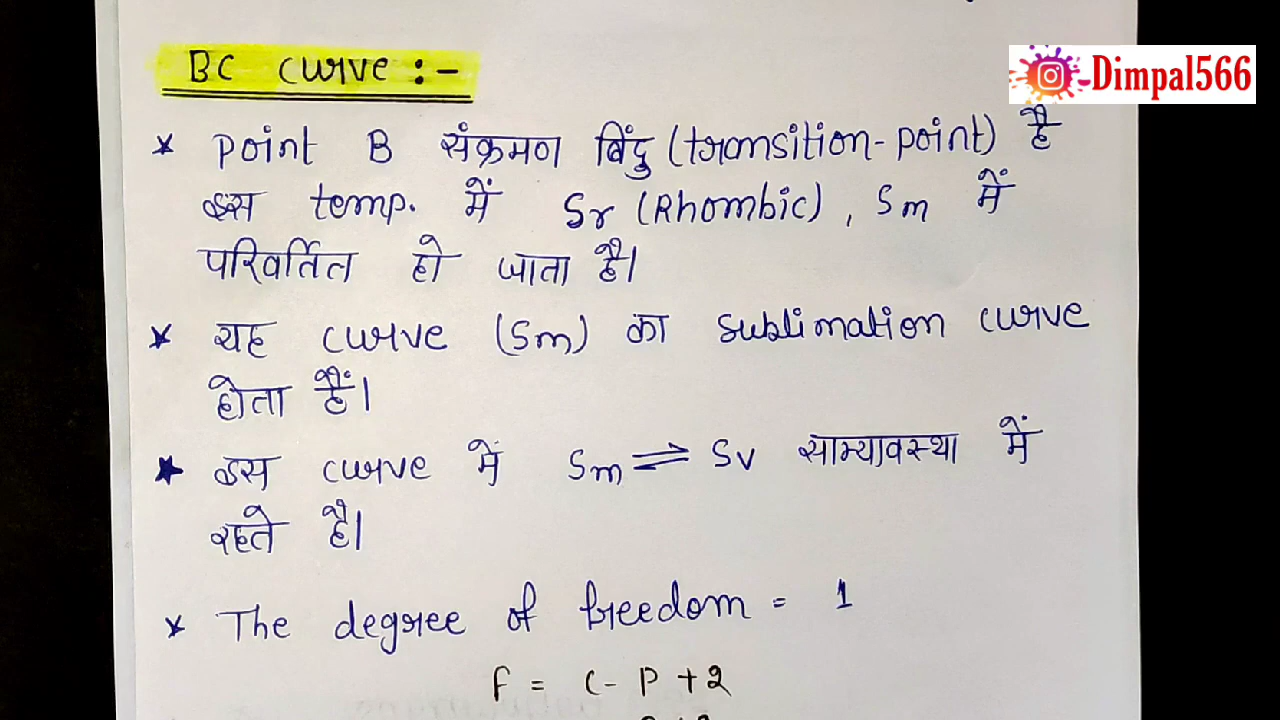 -Dimpal566
BC curve :-
* Point B संक्रमण बिंदु (transition-point) है
इस temp. में Sr (Rhombic), Sm में
परिवर्तित हो जाता है।
* यह curve (Sm) का sublimation curve
होता हैं।
* इस curve में Sm ⇌ Sv साम्यावस्था में
रहते है।
* The degree of freedom = 1
F = C - P + 2